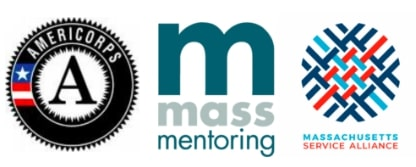 AMERICORPS
A
m
mass
mentoring
MASSACHUSETTS
SERVICE ALLIANCE